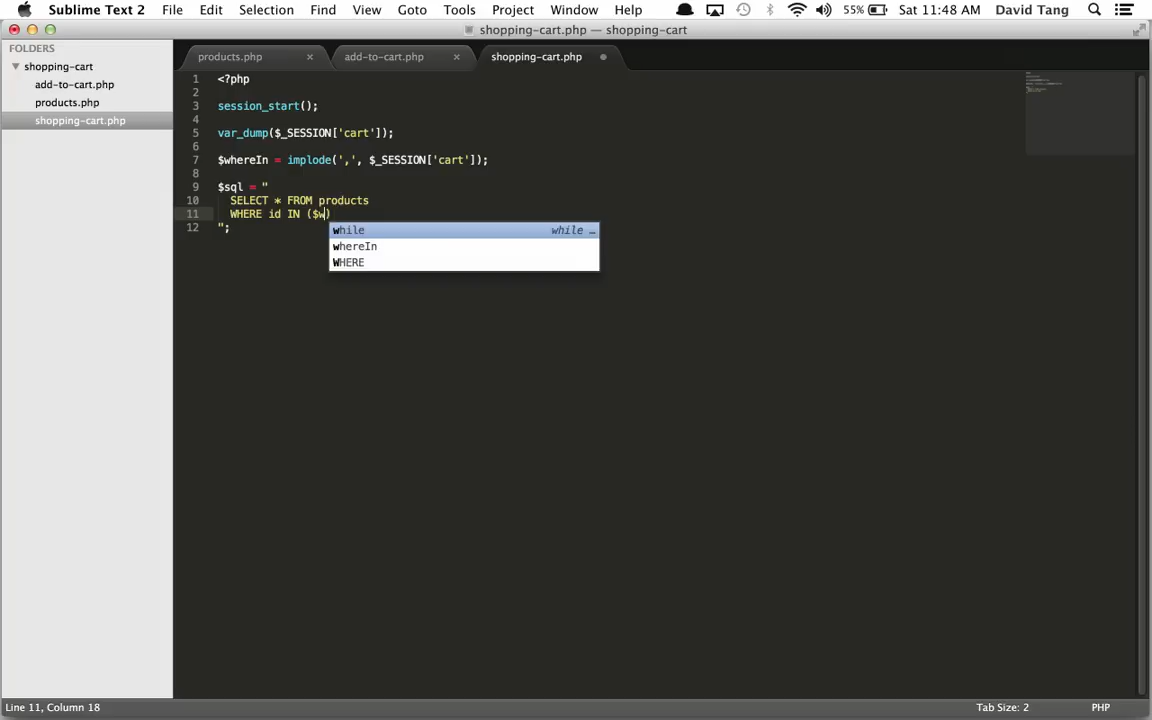 Sublime Text 2 File Edit Selection Find View Goto Tools Project Window Help 55% Sat 11:48 AM David Tang
shopping-cart.php — shopping-cart
FOLDERS
shopping-cart
add-to-cart.php
products.php
shopping-cart.php
products.php × add-to-cart.php × shopping-cart.php
1 <?php
2
3 session_start();
4
5 var_dump($_SESSION['cart']);
6
7 $whereIn = implode(',', $_SESSION['cart']);
8
9 $sql = "
10 SELECT * FROM products
11 WHERE id IN ($w)
12 ";
while while …
whereIn
WHERE
Line 11, Column 18 Tab Size: 2 PHP